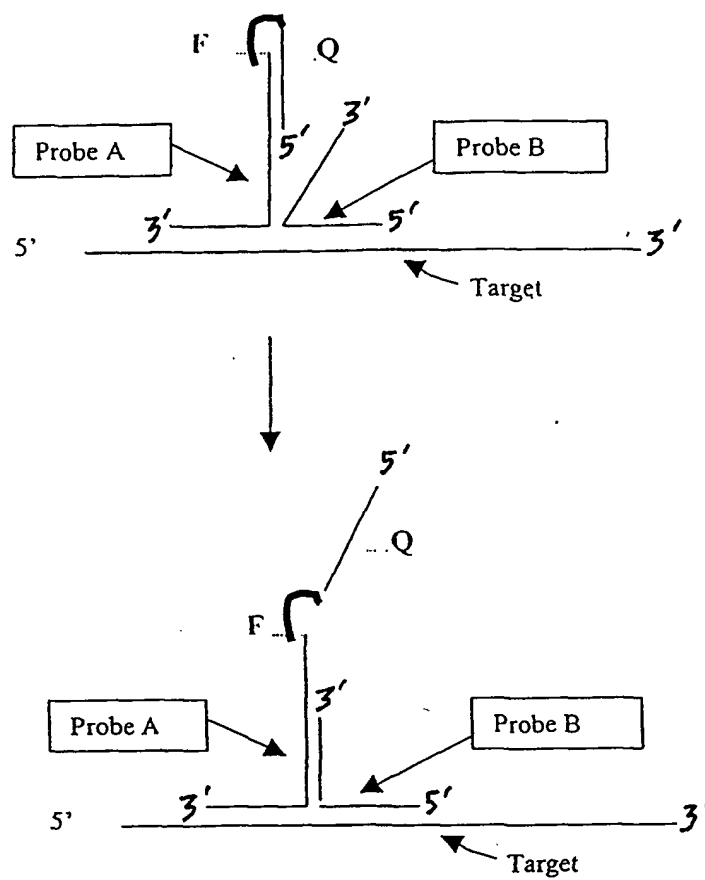 F Q
3'
Probe A 5' Probe B
3' 5'
5' 3'
Target
5'
Q
F
3'
Probe A Probe B
3' 5'
5' 3'
Target